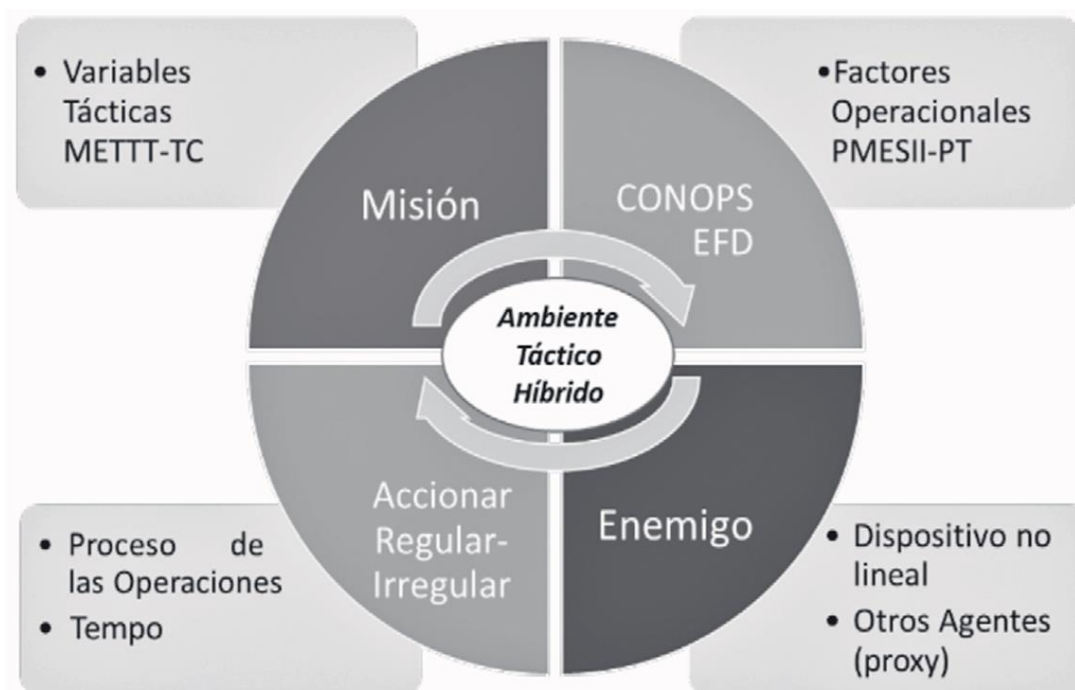 • Variables
Tácticas
METTT-TC
Misión
•Factores
Operacionales
PMESII-PT
CONOPS
EFD
Ambiente
Táctico
Híbrido
• Proceso de
las Operaciones
• Tempo
Accionar
Regular-
Irregular
Enemigo
• Dispositivo no
lineal
• Otros Agentes
(proxy)